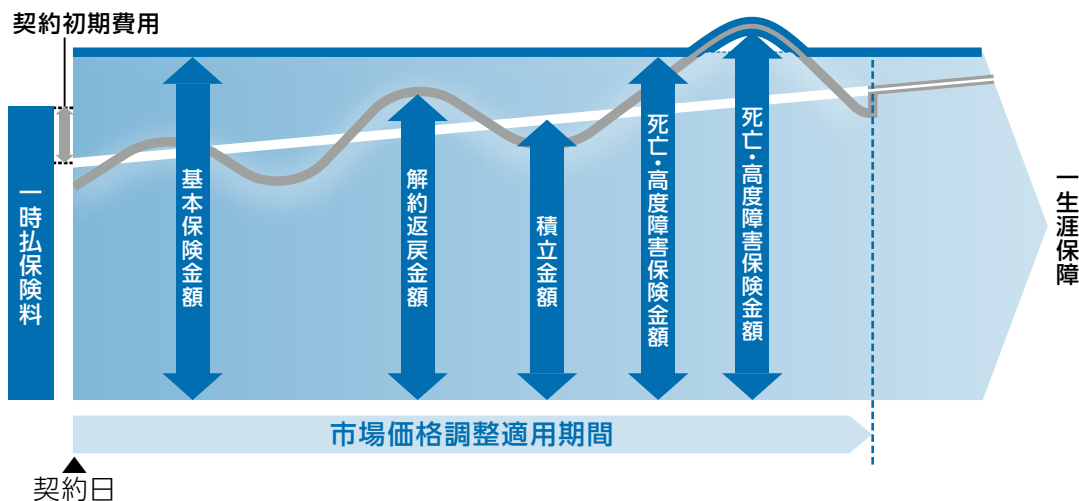 契約初期費用
一時払保険料
基本保険金額
解約返戻金額
積立金額
死亡・高度障害保険金額
死亡・高度障害保険金額
一生涯保障
市場価格調整適用期間
契約日